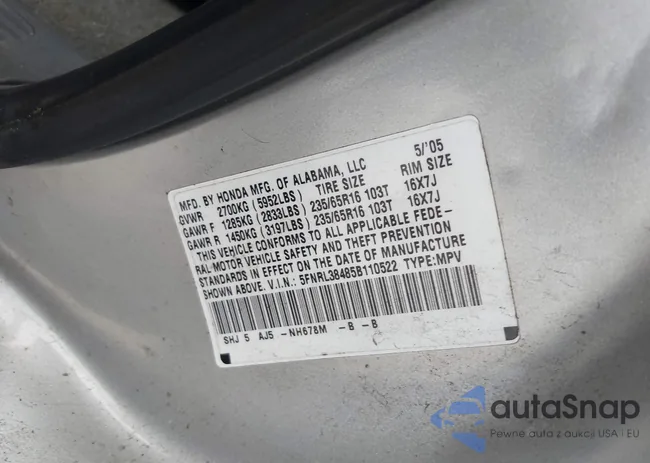 MFD. BY HONDA MFG. OF ALABAMA, LLC 5/'05
GVWR 2700KG (5952LBS) TIRE SIZE RIM SIZE
GAWR F 1285KG (2833LBS) 235/65R16 103T 16X7J
GAWR R 1450KG (3197LBS) 235/65R16 103T 16X7J
THIS VEHICLE CONFORMS TO ALL APPLICABLE FEDE-
RAL MOTOR VEHICLE SAFETY AND THEFT PREVENTION
STANDARDS IN EFFECT ON THE DATE OF MANUFACTURE
SHOWN ABOVE. V.I.N.: 5FNRL38485B110522 TYPE:MPV
SHJ 5 AJ5 -NH678M -B -B
autaSnap
Pewne auta z aukcji USA i EU